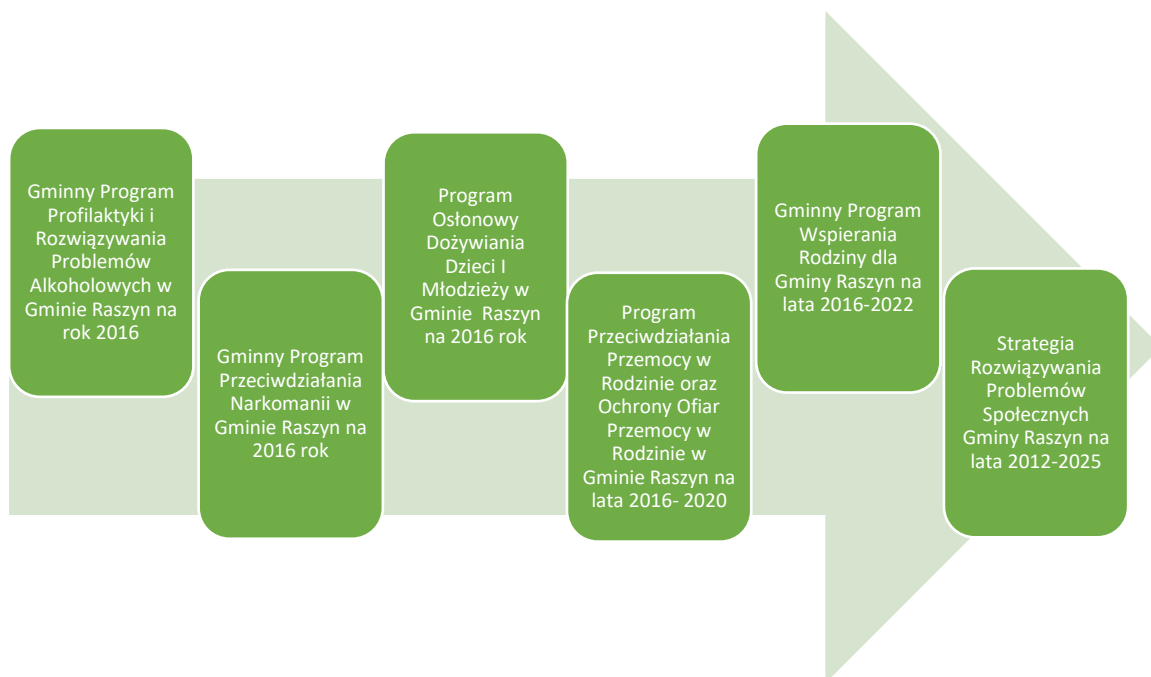 Gminny Program
Profilaktyki i
Rozwiązywania
Problemów
Alkoholowych w
Gminie Raszyn na
rok 2016
Gminny Program
Przeciwdziałania
Narkomanii w
Gminie Raszyn na
2016 rok
Program
Osłonowy
Dożywiania
Dzieci I
Młodzieży w
Gminie  Raszyn
na 2016 rok
Program
Przeciwdziałania
Przemocy w
Rodzinie oraz
Ochrony Ofiar
Przemocy w
Rodzinie w
Gminie Raszyn na
lata 2016- 2020
Gminny Program
Wspierania
Rodziny dla
Gminy Raszyn na
lata 2016-2022
Strategia
Rozwiązywania
Problemów
Społecznych
Gminy Raszyn na
lata 2012-2025